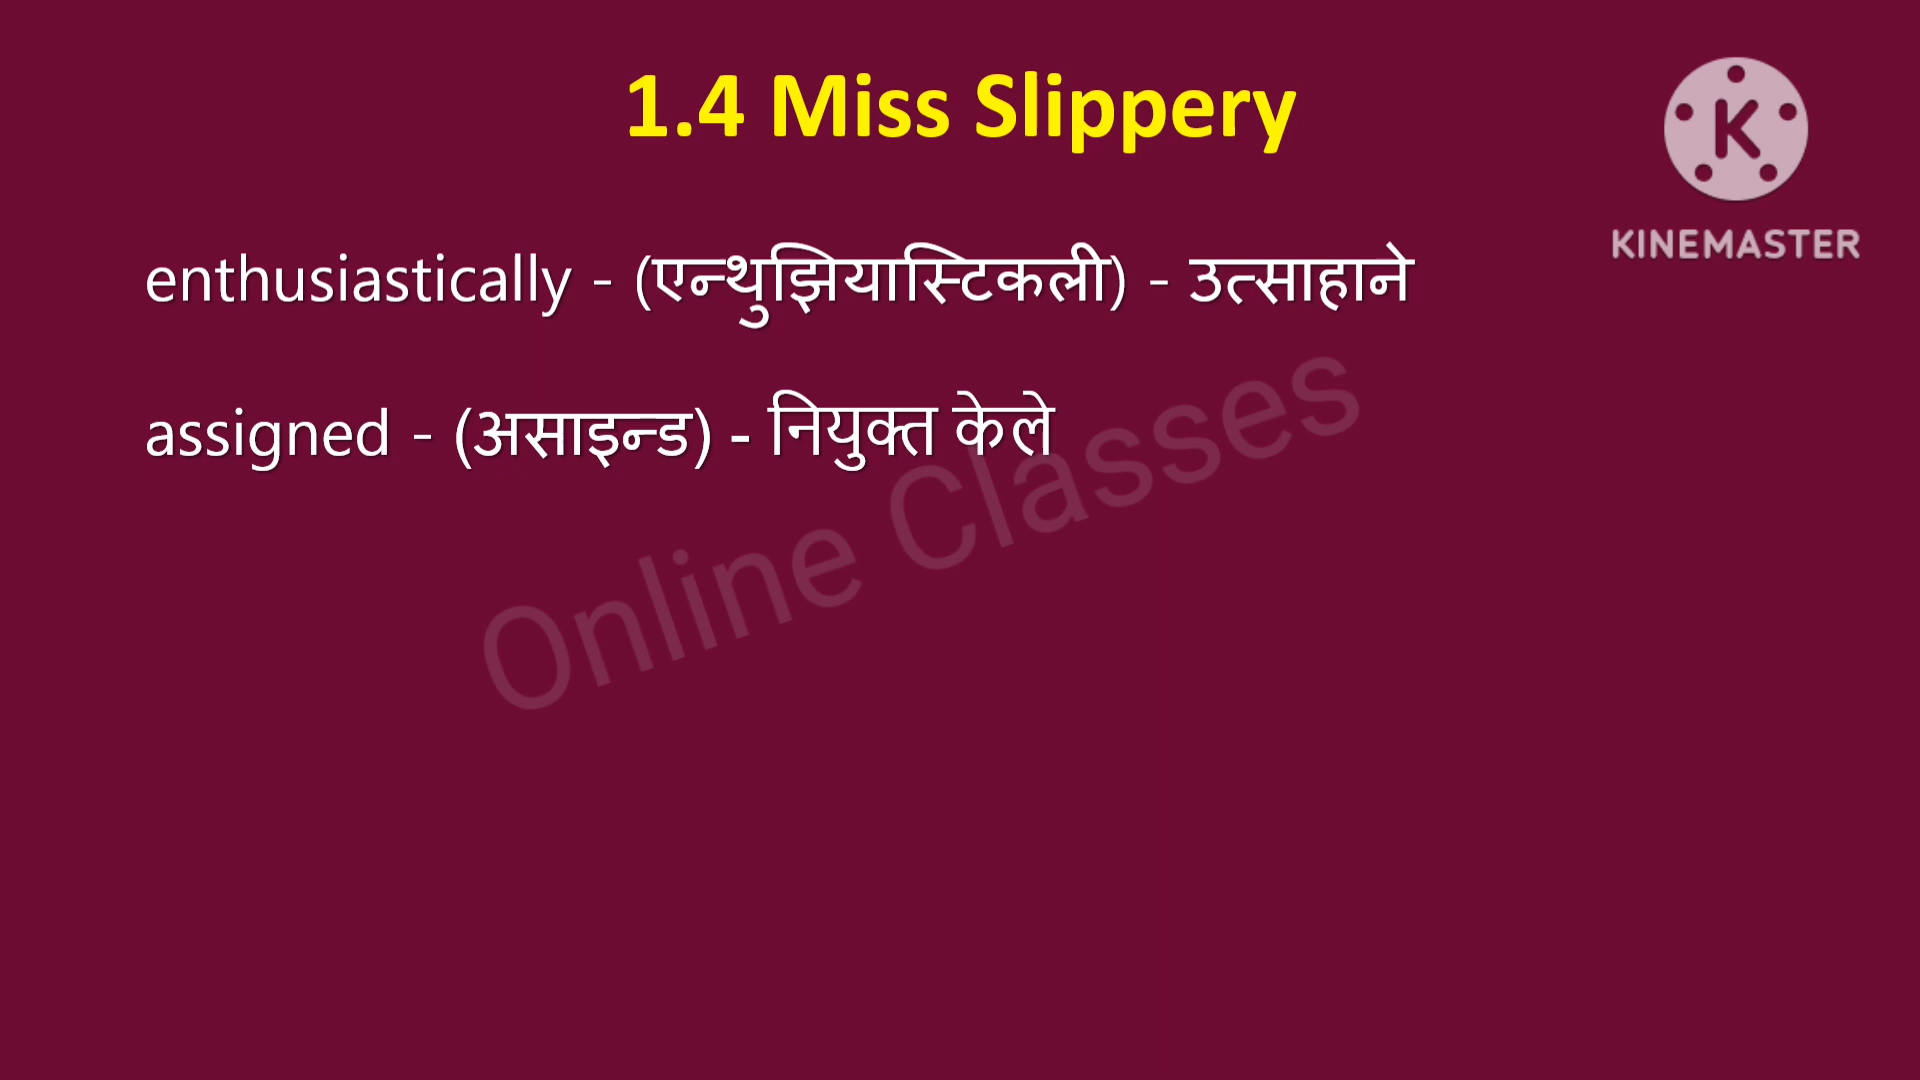 1.4 Miss Slippery
KINEMASTER
enthusiastically - (एन्थुझियास्टिकली) - उत्साहाने
assigned - (असाइन्ड) - नियुक्त केले
Online Classes